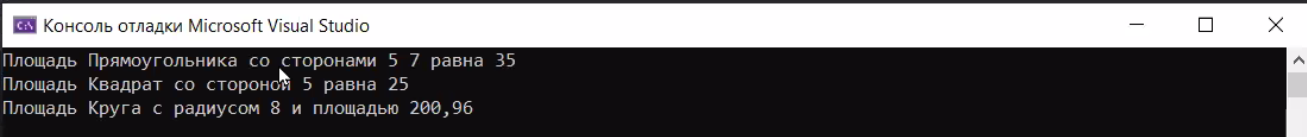 Консоль отладки Microsoft Visual Studio
Площадь Прямоугольника со сторонами 5 7 равна 35
Площадь Квадрат со стороной 5 равна 25
Площадь Круга с радиусом 8 и площадью 200,96